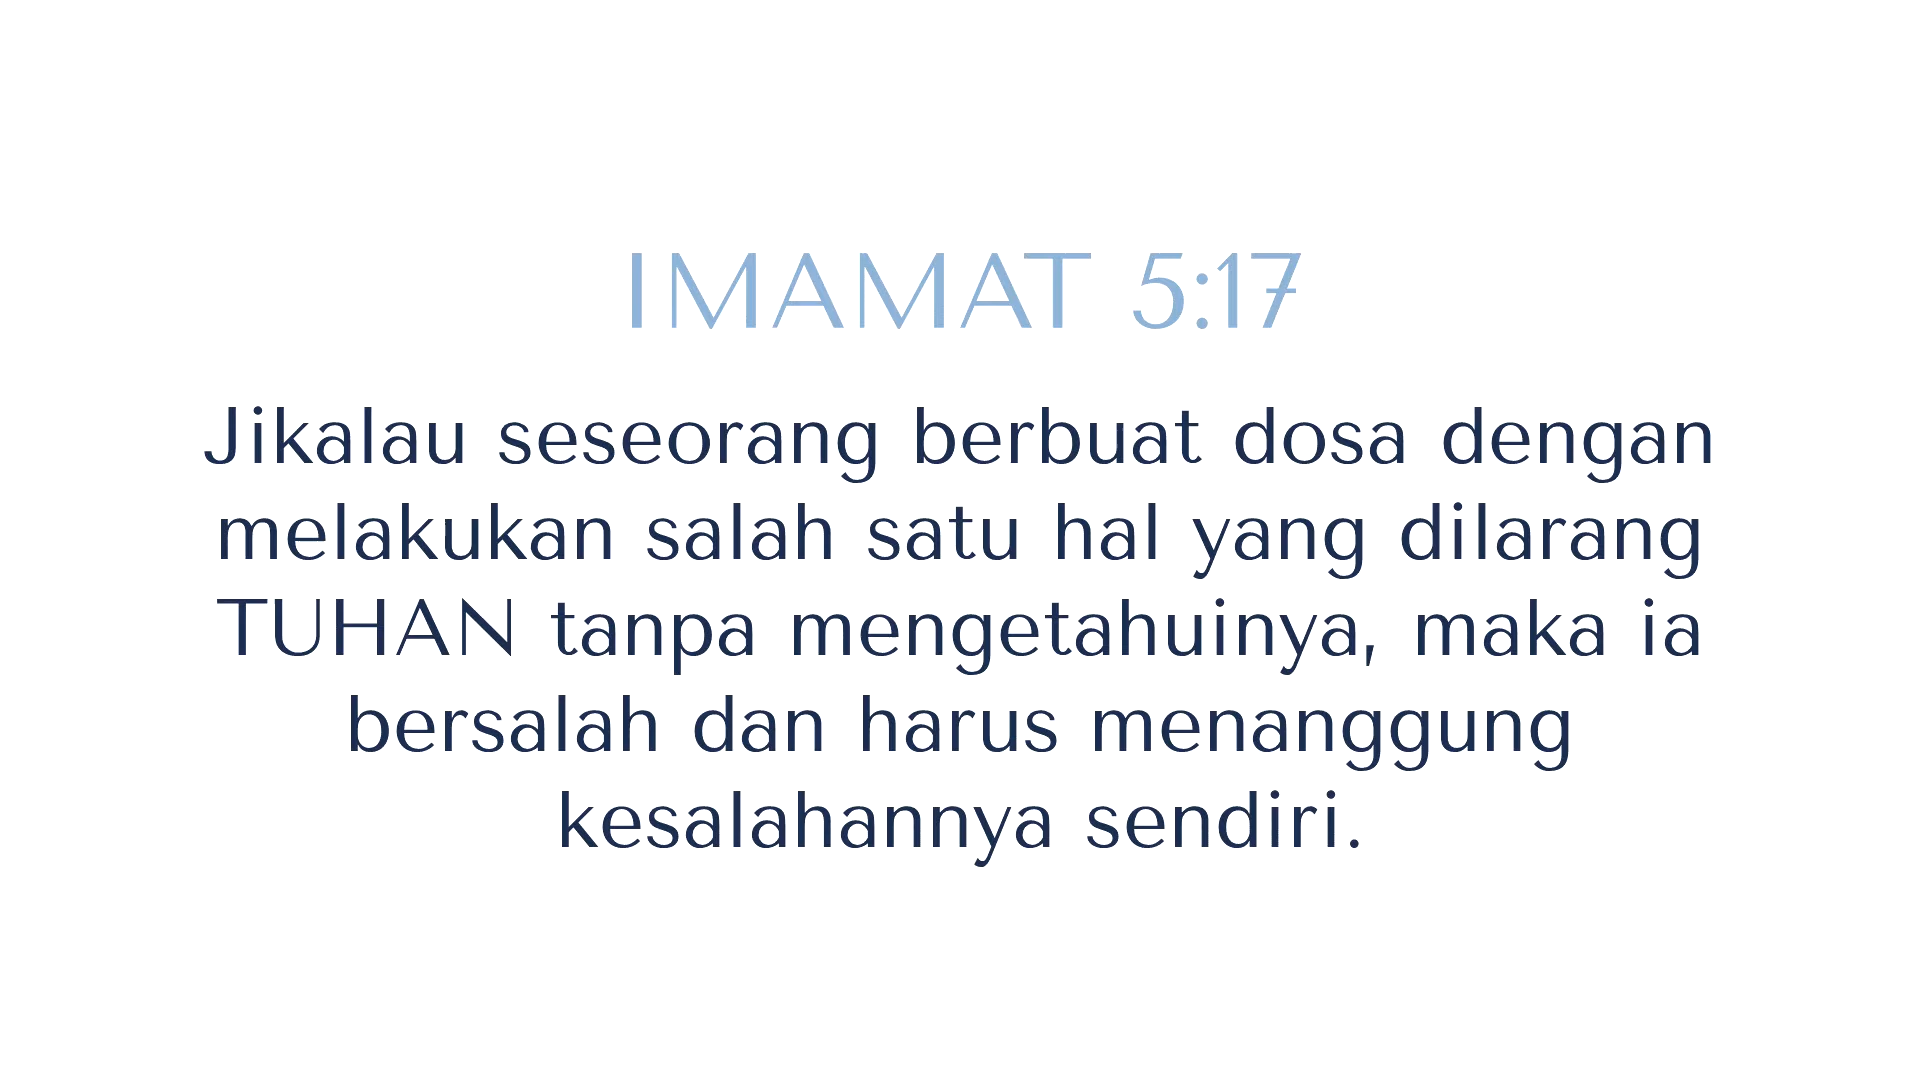 IMAMAT 5:17
Jikalau seseorang berbuat dosa dengan
melakukan salah satu hal yang dilarang
TUHAN tanpa mengetahuinya, maka ia
bersalah dan harus menanggung
kesalahannya sendiri.